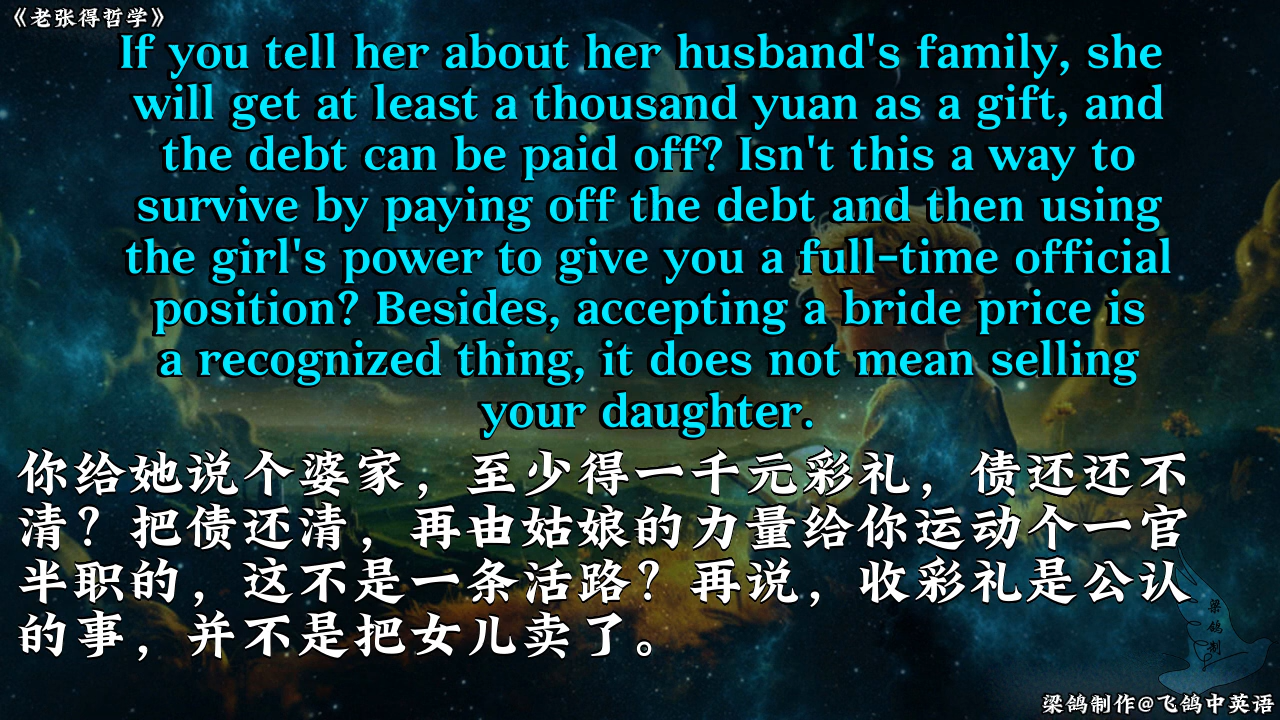 《老张得哲学》
If you tell her about her husband's family, she
will get at least a thousand yuan as a gift, and
the debt can be paid off? Isn't this a way to
survive by paying off the debt and then using
the girl's power to give you a full-time official
position? Besides, accepting a bride price is
a recognized thing, it does not mean selling
your daughter.
你给她说个婆家，至少得一千元彩礼，债还还不
清？把债还清，再由姑娘的力量给你运动个一官
半职的，这不是一条活路？再说，收彩礼是公认
的事，并不是把女儿卖了。
梁
鸽
制
梁鸽制作@飞鸽中英语